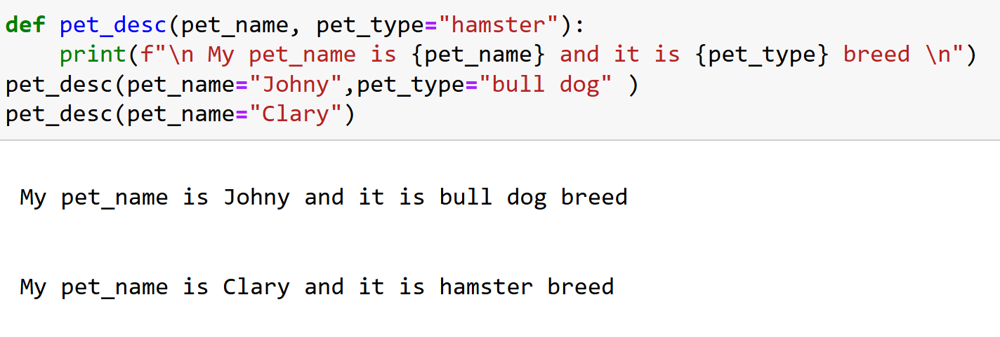 def pet_desc(pet_name, pet_type="hamster"):
    print(f"\n My pet_name is {pet_name} and it is {pet_type} breed \n")
pet_desc(pet_name="Johny",pet_type="bull dog" )
pet_desc(pet_name="Clary")
My pet_name is Johny and it is bull dog breed
My pet_name is Clary and it is hamster breed